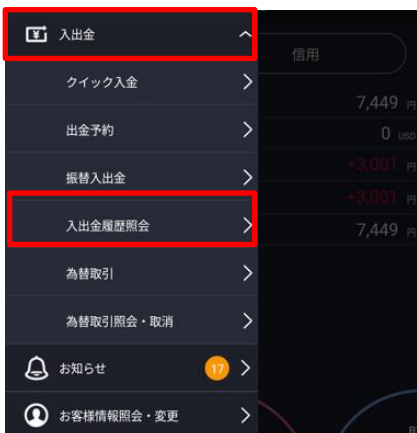 入出金
信用
クイック入金
7,449 円
出金予約
0 USD
+3,001 円
振替入出金
+3,001 円
入出金履歴照会
7,449 円
為替取引
為替取引照会・取消
お知らせ 17
お客様情報照会・変更